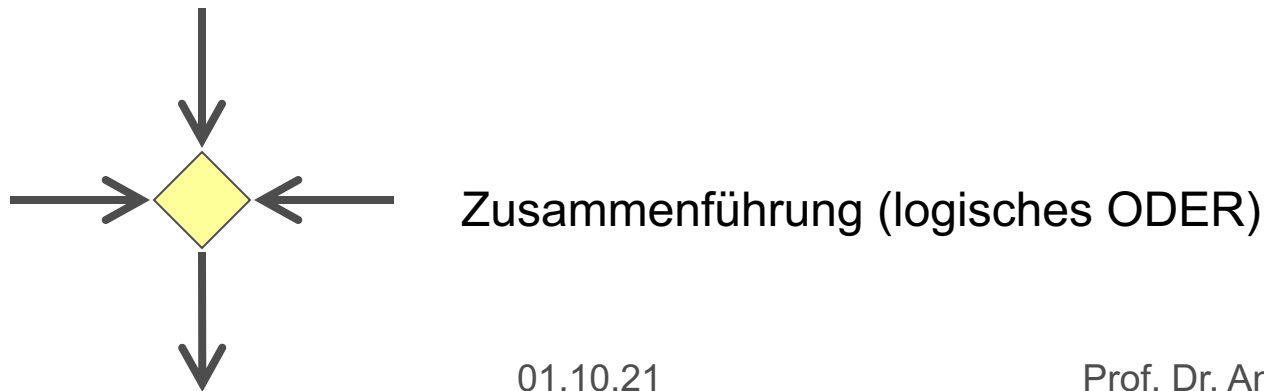 Zusammenführung (logisches ODER)
01.10.21 Prof. Dr. An